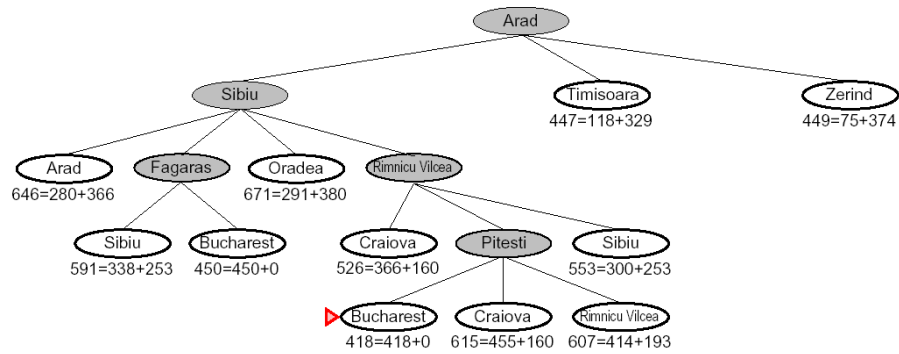 Arad
Sibiu Timisoara Zerind
447=118+329 449=75+374
Arad Fagaras Oradea Rimnicu Vilcea
646=280+366 671=291+380
Sibiu Bucharest Craiova Pitesti Sibiu
591=338+253 450=450+0 526=366+160 553=300+253
Bucharest Craiova Rimnicu Vilcea
418=418+0 615=455+160 607=414+193